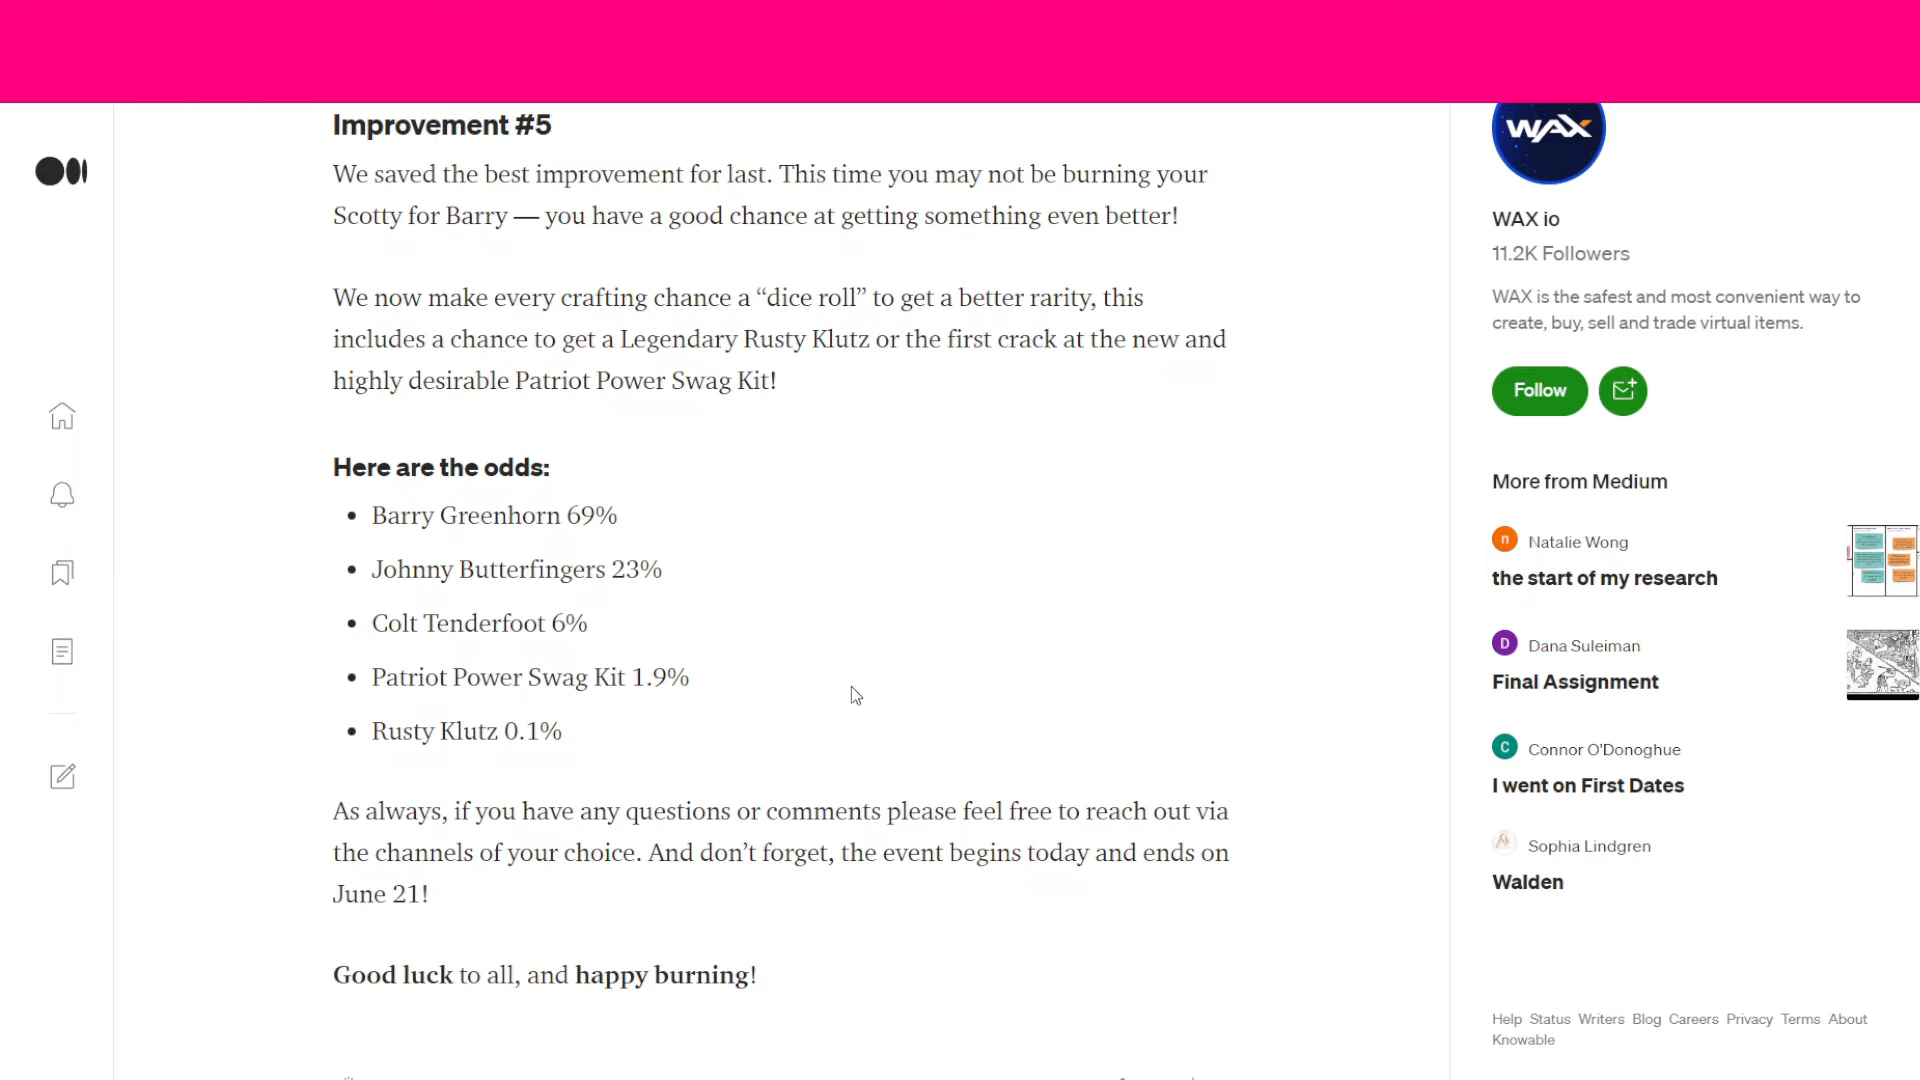 Improvement #5
We saved the best improvement for last. This time you may not be burning your
Scotty for Barry — you have a good chance at getting something even better!
We now make every crafting chance a “dice roll” to get a better rarity, this
includes a chance to get a Legendary Rusty Klutz or the first crack at the new and
highly desirable Patriot Power Swag Kit!
Here are the odds:
Barry Greenhorn 69%
Johnny Butterfingers 23%
Colt Tenderfoot 6%
Patriot Power Swag Kit 1.9%
Rusty Klutz 0.1%
As always, if you have any questions or comments please feel free to reach out via
the channels of your choice. And don’t forget, the event begins today and ends on
June 21!
Good luck to all, and happy burning!
WAX
WAX io
11.2K Followers
WAX is the safest and most convenient way to
create, buy, sell and trade virtual items.
Follow
More from Medium
n Natalie Wong
the start of my research
D Dana Suleiman
Final Assignment
C Connor O'Donoghue
I went on First Dates
Sophia Lindgren
Walden
Help Status Writers Blog Careers Privacy Terms About
Knowable